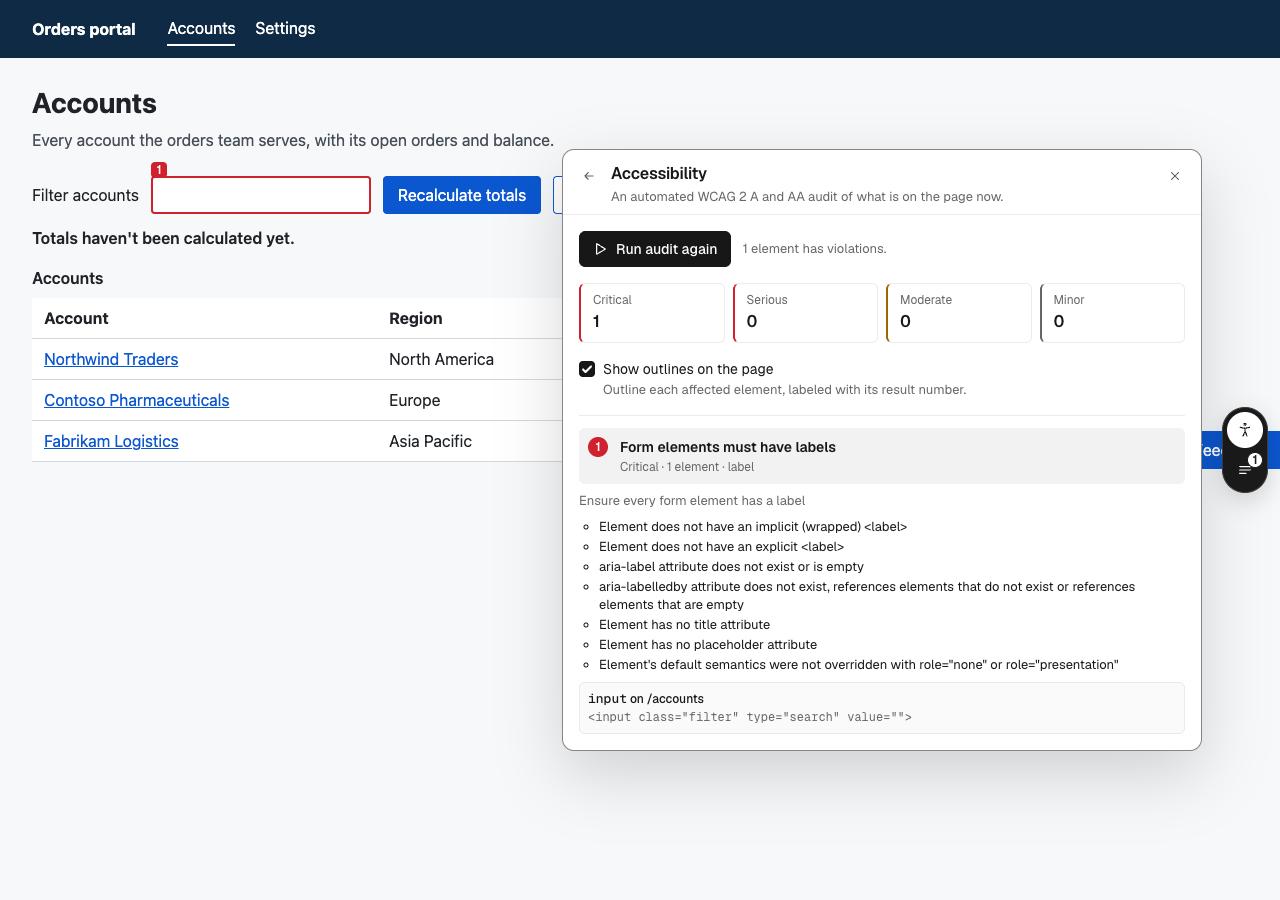 Orders portal
Accounts
Settings
Accounts
Every account the orders team serves, with its open orders and balance.
1
Filter accounts
Recalculate totals
Totals haven't been calculated yet.
Accounts
Account
Region
Northwind Traders
North America
Contoso Pharmaceuticals
Europe
Fabrikam Logistics
Asia Pacific
Accessibility
An automated WCAG 2 A and AA audit of what is on the page now.
Run audit again
1 element has violations.
Critical
1
Serious
0
Moderate
0
Minor
0
Show outlines on the page
Outline each affected element, labeled with its result number.
1
Form elements must have labels
Critical · 1 element · label
Ensure every form element has a label
Element does not have an implicit (wrapped) <label>
Element does not have an explicit <label>
aria-label attribute does not exist or is empty
aria-labelledby attribute does not exist, references elements that do not exist or references
elements that are empty
Element has no title attribute
Element has no placeholder attribute
Element's default semantics were not overridden with role="none" or role="presentation"
input on /accounts
<input class="filter" type="search" value="">
1